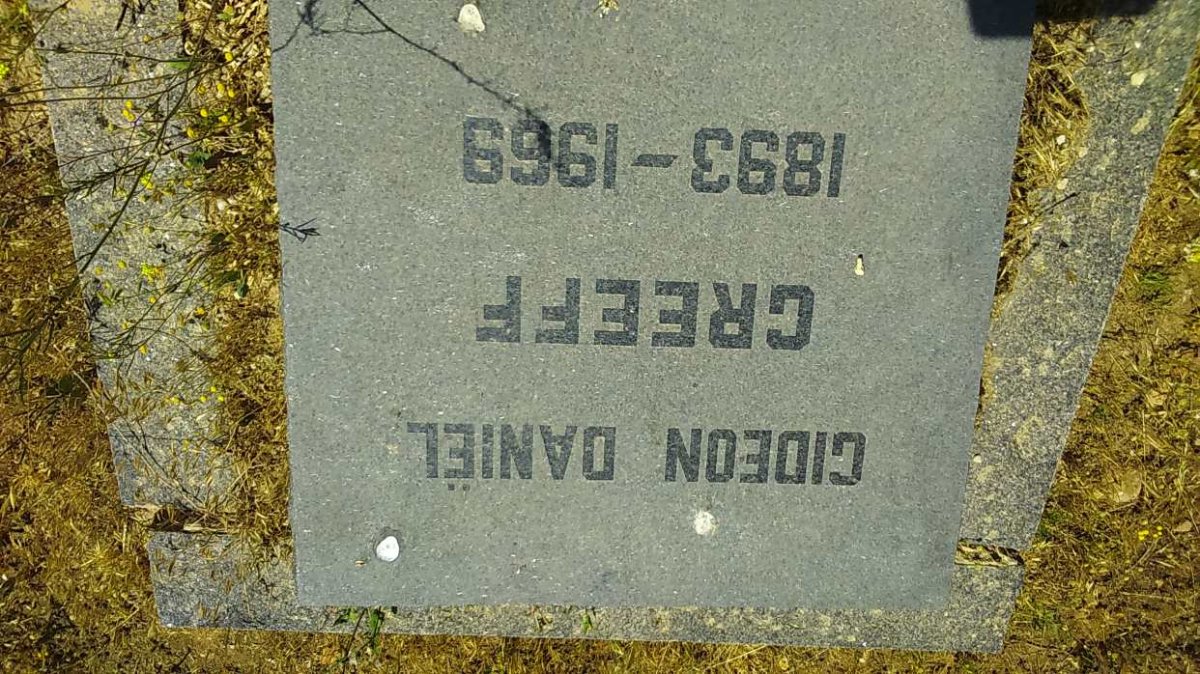 GIDEON DANIËL
GREEFF
1893-1969